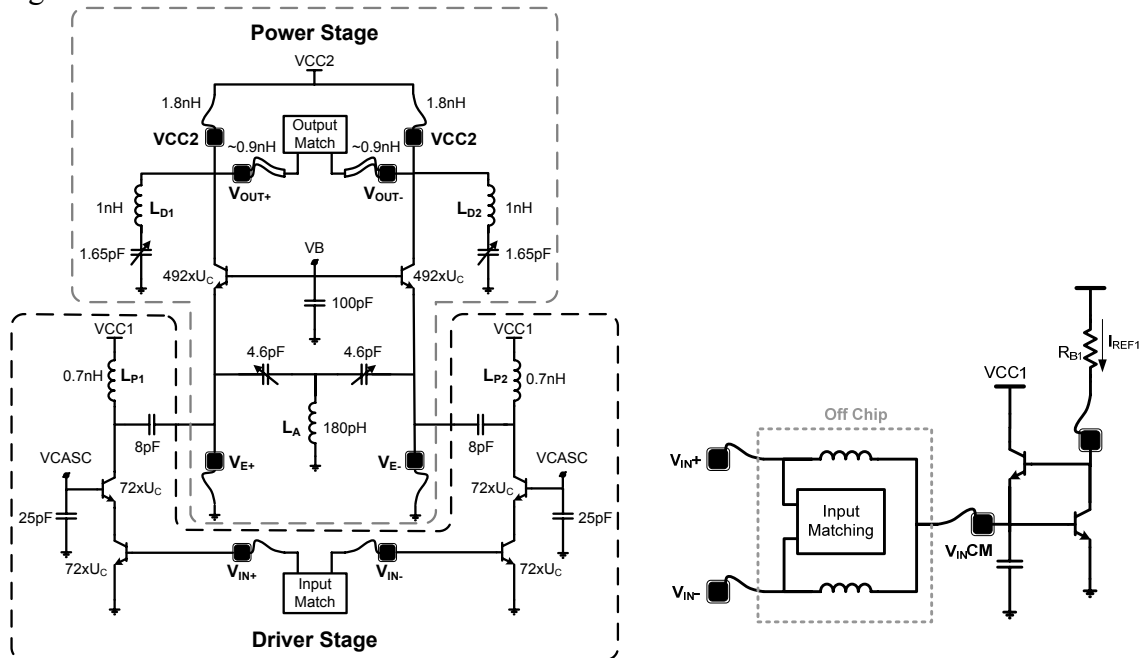 Power Stage
VCC2
1.8nH
1.8nH
VCC2
Output
Match
VCC2
~0.9nH
~0.9nH
VOUT+
VOUT-
1nH
LD1
LD2
1nH
1.65pF
1.65pF
VB
492xUC
492xUC
100pF
VCC1
VCC1
4.6pF
4.6pF
0.7nH
LP1
LP2
0.7nH
LA
180pH
8pF
8pF
VE+
VE-
VCASC
VCASC
72xUC
72xUC
25pF
25pF
72xUC
72xUC
VIN+
VIN-
Input
Match
Driver Stage
RB1
IREF1
VCC1
Off Chip
VIN+
Input
Matching
VINCM
VIN–